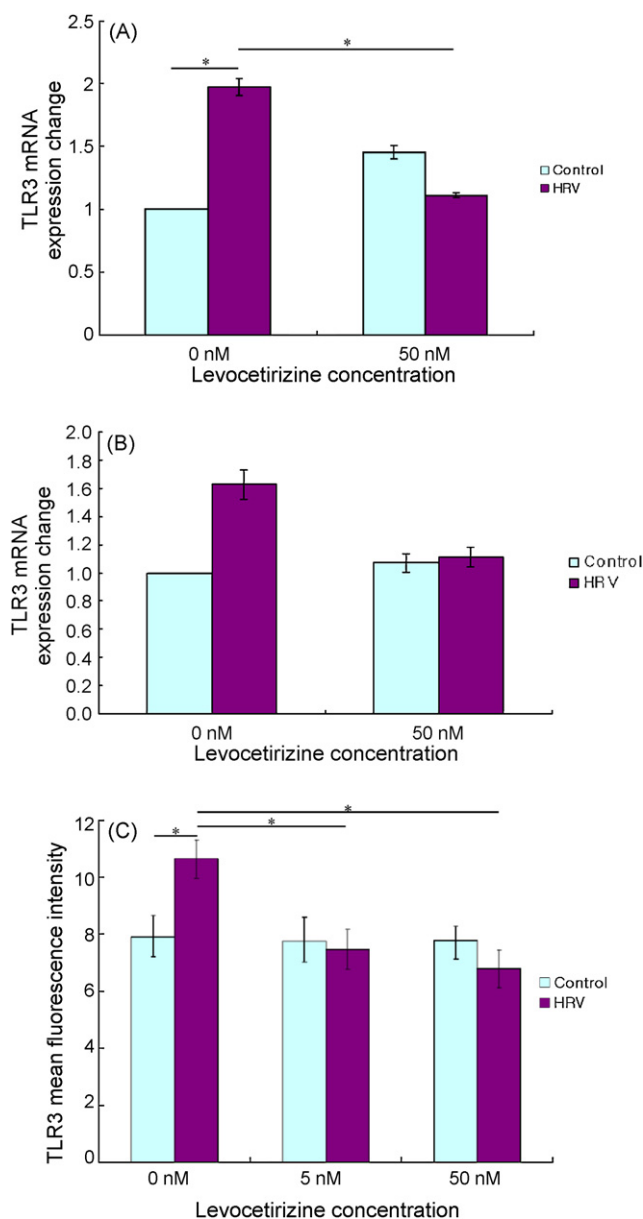 (A)
TLR3 mRNA
expression change
2.5
2
1.5
1
0.5
0
*
*
0 nM
50 nM
Levocetirizine concentration
Control
HRV
(B)
TLR3 mRNA
expression change
2.0
1.8
1.6
1.4
1.2
1.0
0.8
0.6
0.4
0.2
0.0
0 nM
50 nM
Levocetirizine concentration
Control
HRV
(C)
TLR3 mean fluorescence intensity
12
10
8
6
4
2
0
*
*
*
0 nM
5 nM
50 nM
Levocetirizine concentration
Control
HRV